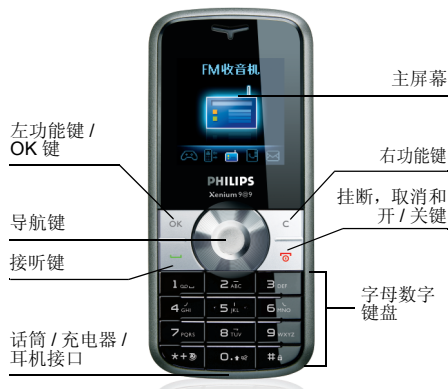 FM收音机
主屏幕
左功能键 /
OK 键
右功能键
PHILIPS
Xenium 9@9
挂断，取消和
开 / 关键
OK
C
导航键
接听键
1
2 ABC
3 DEF
4 GHI
5 JKL
6 MNO
字母数字
键盘
7 PQRS
8 TUV
9 WXYZ
话筒 / 充电器 /
耳机接口
*+
0
#